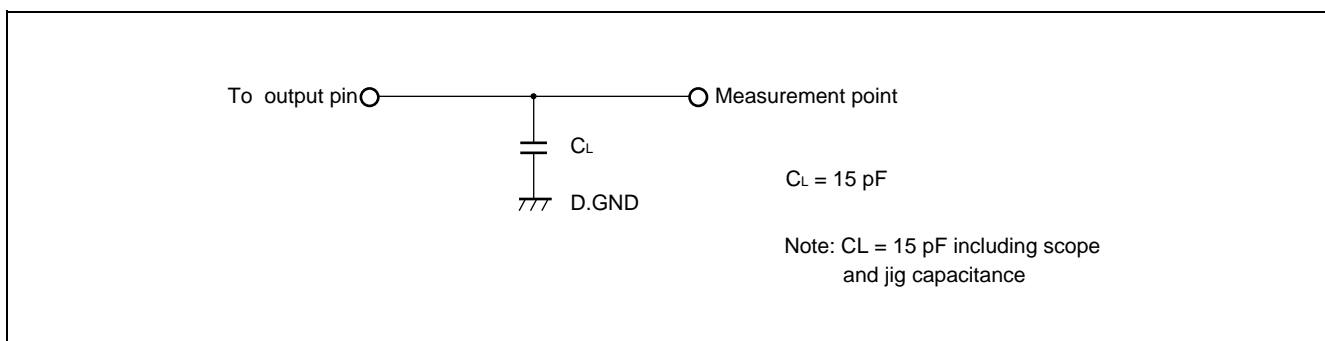 To output pin
Measurement point
CL
CL = 15 pF
D.GND
Note: CL = 15 pF including scope
and jig capacitance